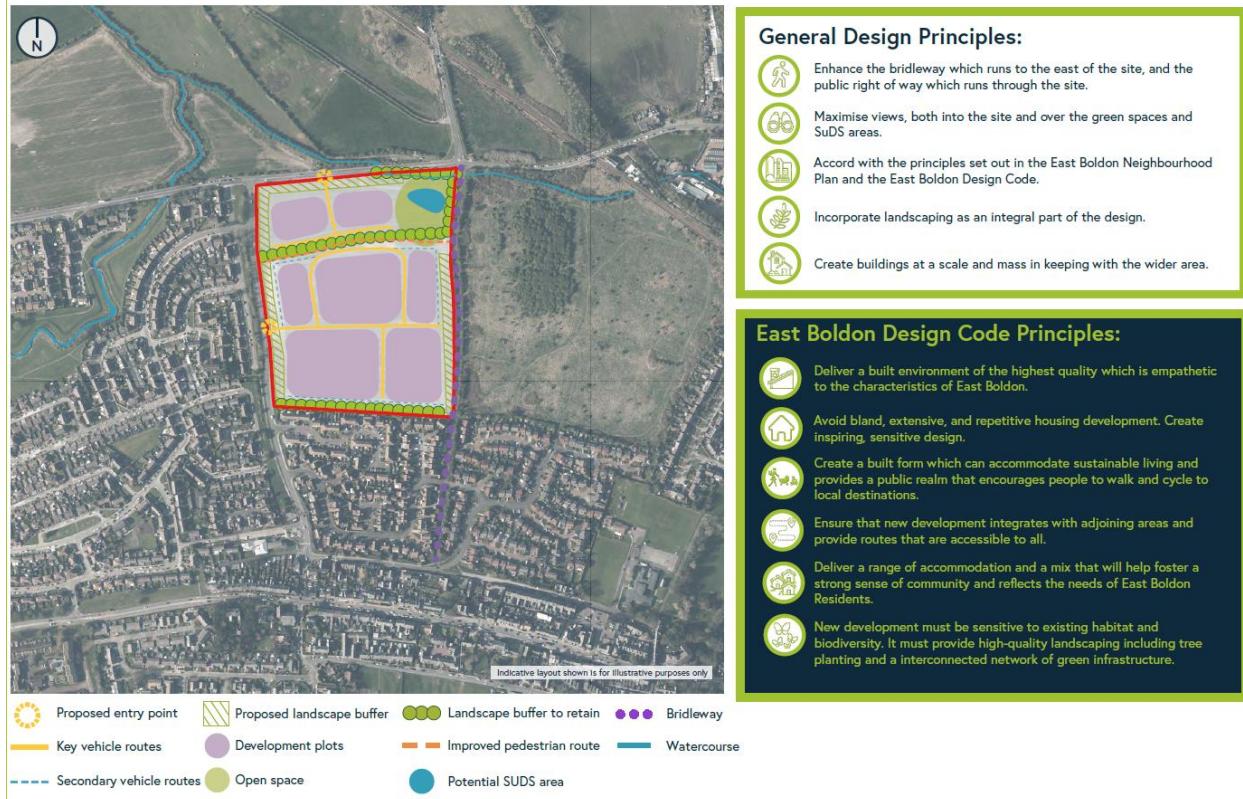 N
Indicative layout shown is for illustrative purposes only
Proposed entry point
Proposed landscape buffer
Landscape buffer to retain
Bridleway
Key vehicle routes
Development plots
Improved pedestrian route
Watercourse
Secondary vehicle routes
Open space
Potential SUDS area
General Design Principles:
Enhance the bridleway which runs to the east of the site, and the
public right of way which runs through the site.
Maximise views, both into the site and over the green spaces and
SuDS areas.
Accord with the principles set out in the East Boldon Neighbourhood
Plan and the East Boldon Design Code.
Incorporate landscaping as an integral part of the design.
Create buildings at a scale and mass in keeping with the wider area.
East Boldon Design Code Principles:
Deliver a built environment of the highest quality which is empathetic
to the characteristics of East Boldon.
Avoid bland, extensive, and repetitive housing development. Create
inspiring, sensitive design.
Create a built form which can accommodate sustainable living and
provides a public realm that encourages people to walk and cycle to
local destinations.
Ensure that new development integrates with adjoining areas and
provide routes that are accessible to all.
Deliver a range of accommodation and a mix that will help foster a
strong sense of community and reflects the needs of East Boldon
Residents.
New development must be sensitive to existing habitat and
biodiversity. It must provide high-quality landscaping including tree
planting and a interconnected network of green infrastructure.